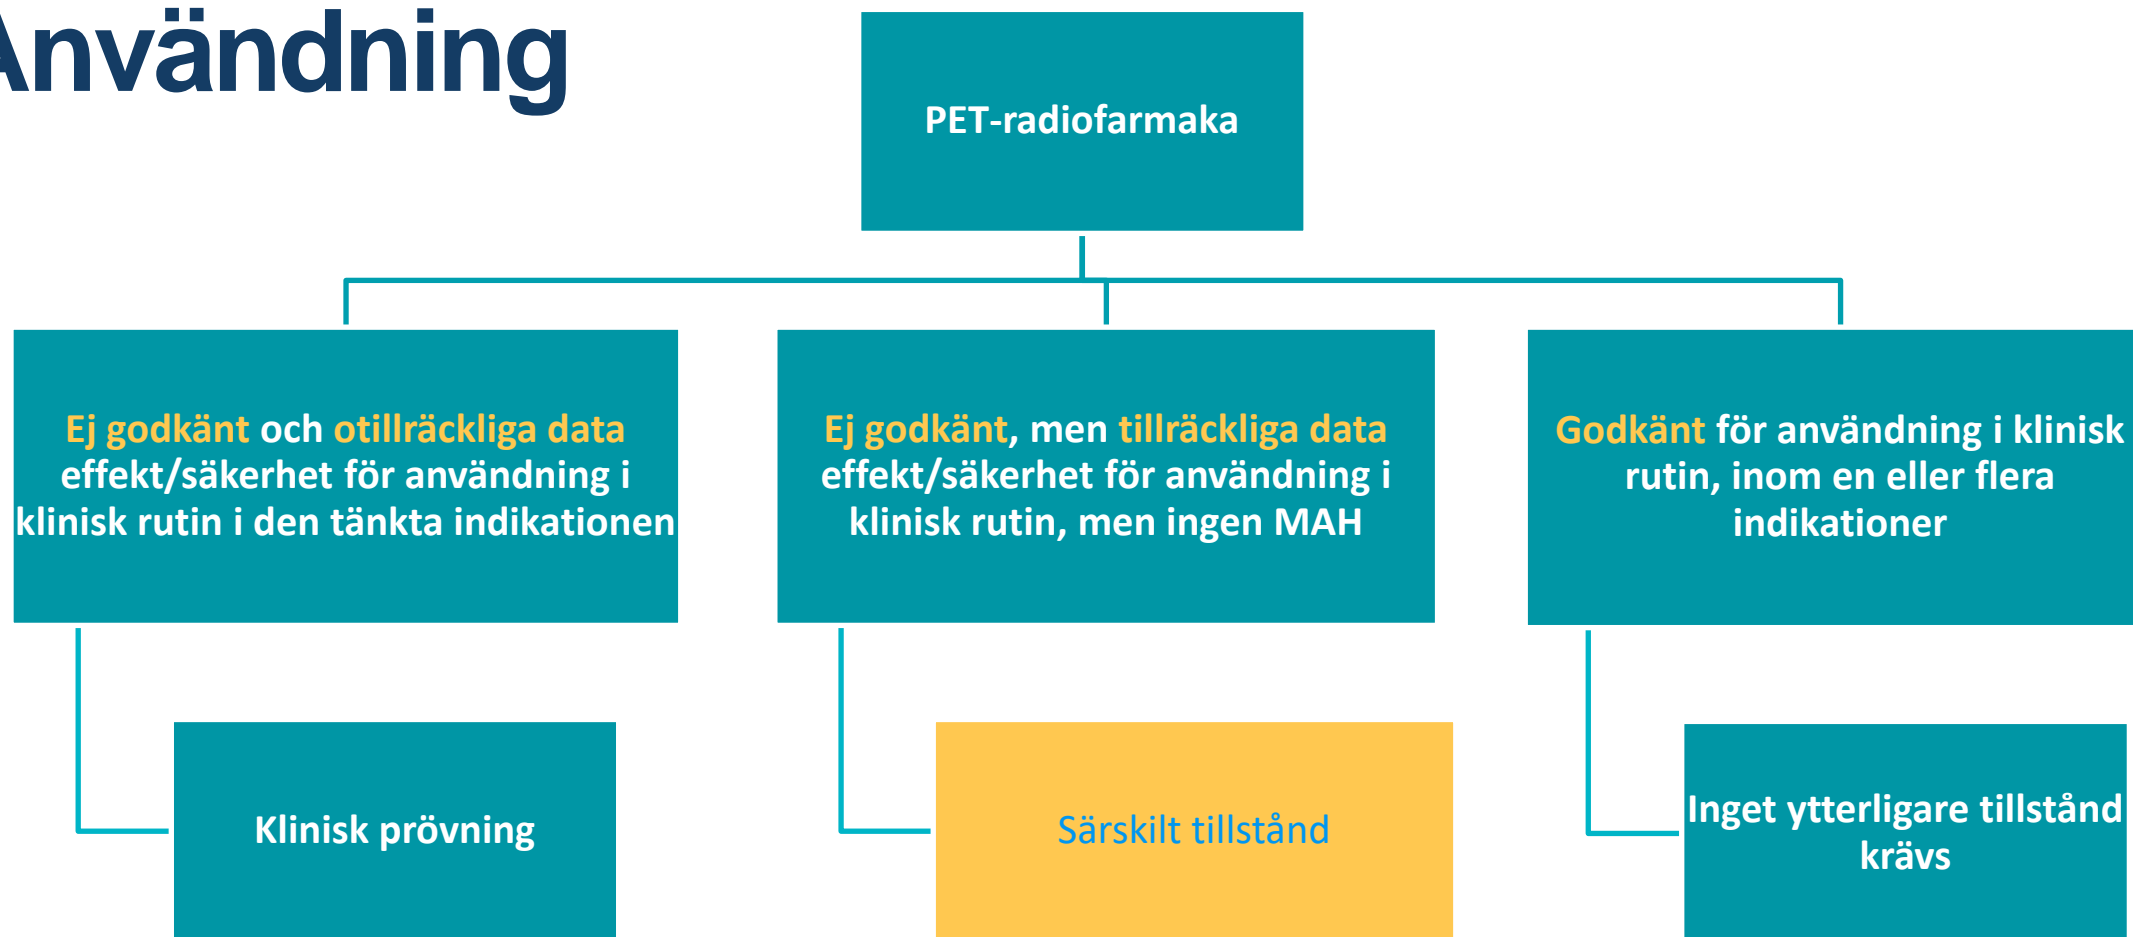 Användning
PET-radiofarmaka
Ej godkänt och otillräckliga data
effekt/säkerhet för användning i
klinisk rutin i den tänkta indikationen
Ej godkänt, men tillräckliga data
effekt/säkerhet för användning i
klinisk rutin, men ingen MAH
Godkänt för användning i klinisk
rutin, inom en eller flera
indikationer
Klinisk prövning
Särskilt tillstånd
Inget ytterligare tillstånd
krävs